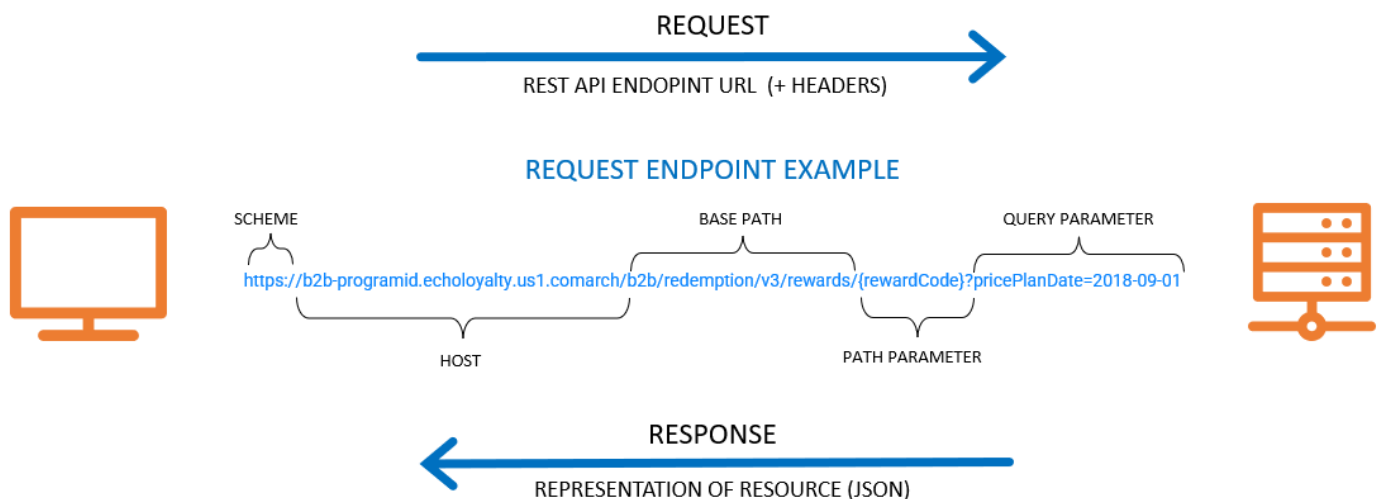 REQUEST
REST API ENDOPINT URL (+ HEADERS)
REQUEST ENDPOINT EXAMPLE
SCHEME
BASE PATH
QUERY PARAMETER
https://b2b-programid.echoloyalty.us1.comarch/b2b/redemption/v3/rewards/{rewardCode}?pricePlanDate=2018-09-01
HOST
PATH PARAMETER
RESPONSE
REPRESENTATION OF RESOURCE (JSON)